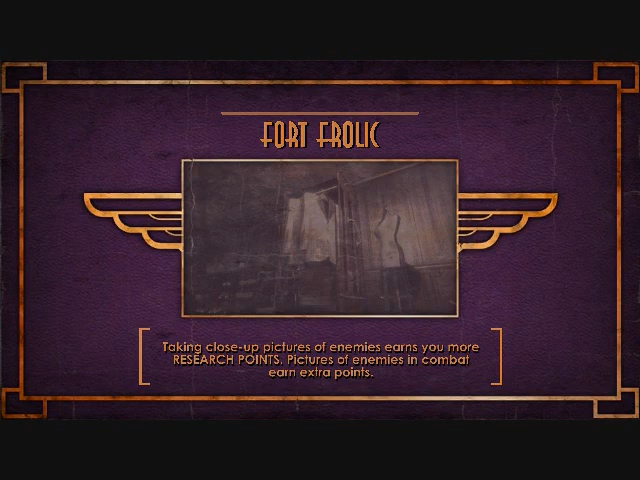 FORT FROLIC
Taking close-up pictures of enemies earns you more
RESEARCH POINTS. Pictures of enemies in combat
earn extra points.